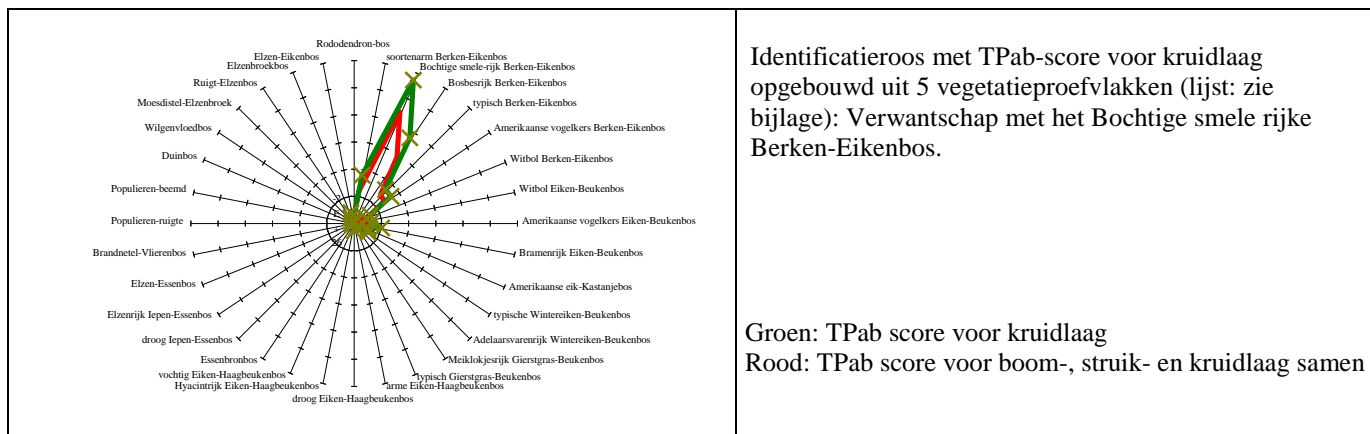 Rododendron-bos
soortenarm Berken-Eikenbos
Bochtige smele-rijk Berken-Eikenbos
Bosbesrijk Berken-Eikenbos
typisch Berken-Eikenbos
Amerikaanse vogelkers Berken-Eikenbos
Witbol Berken-Eikenbos
Witbol Eiken-Beukenbos
Amerikaanse vogelkers Eiken-Beukenbos
Bramenrijk Eiken-Beukenbos
Amerikaanse eik-Kastanjebos
typische Wintereiken-Beukenbos
Adelaarsvarenrijk Wintereiken-Beukenbos
Meiklokjesrijk Gierstgras-Beukenbos
typisch Gierstgras-Beukenbos
arme Eiken-Haagbeukenbos
droog Eiken-Haagbeukenbos
Hyacintrijk Eiken-Haagbeukenbos
vochtig Eiken-Haagbeukenbos
Essenbronbos
droog Iepen-Essenbos
Elzenrijk Iepen-Essenbos
Elzen-Essenbos
Brandnetel-Vlierenbos
Populieren-ruigte
Populieren-beemd
Duinbos
Wilgenvloedbos
Moesdistel-Elzenbroek
Ruigt-Elzenbos
Elzenbroekbos
Elzen-Eikenbos
Identificatieroos met TPab-score voor kruidlaag
opgebouwd uit 5 vegetatieproefvlakken (lijst: zie
bijlage): Verwantschap met het Bochtige smele rijke
Berken-Eikenbos.
Groen: TPab score voor kruidlaag
Rood: TPab score voor boom-, struik- en kruidlaag samen